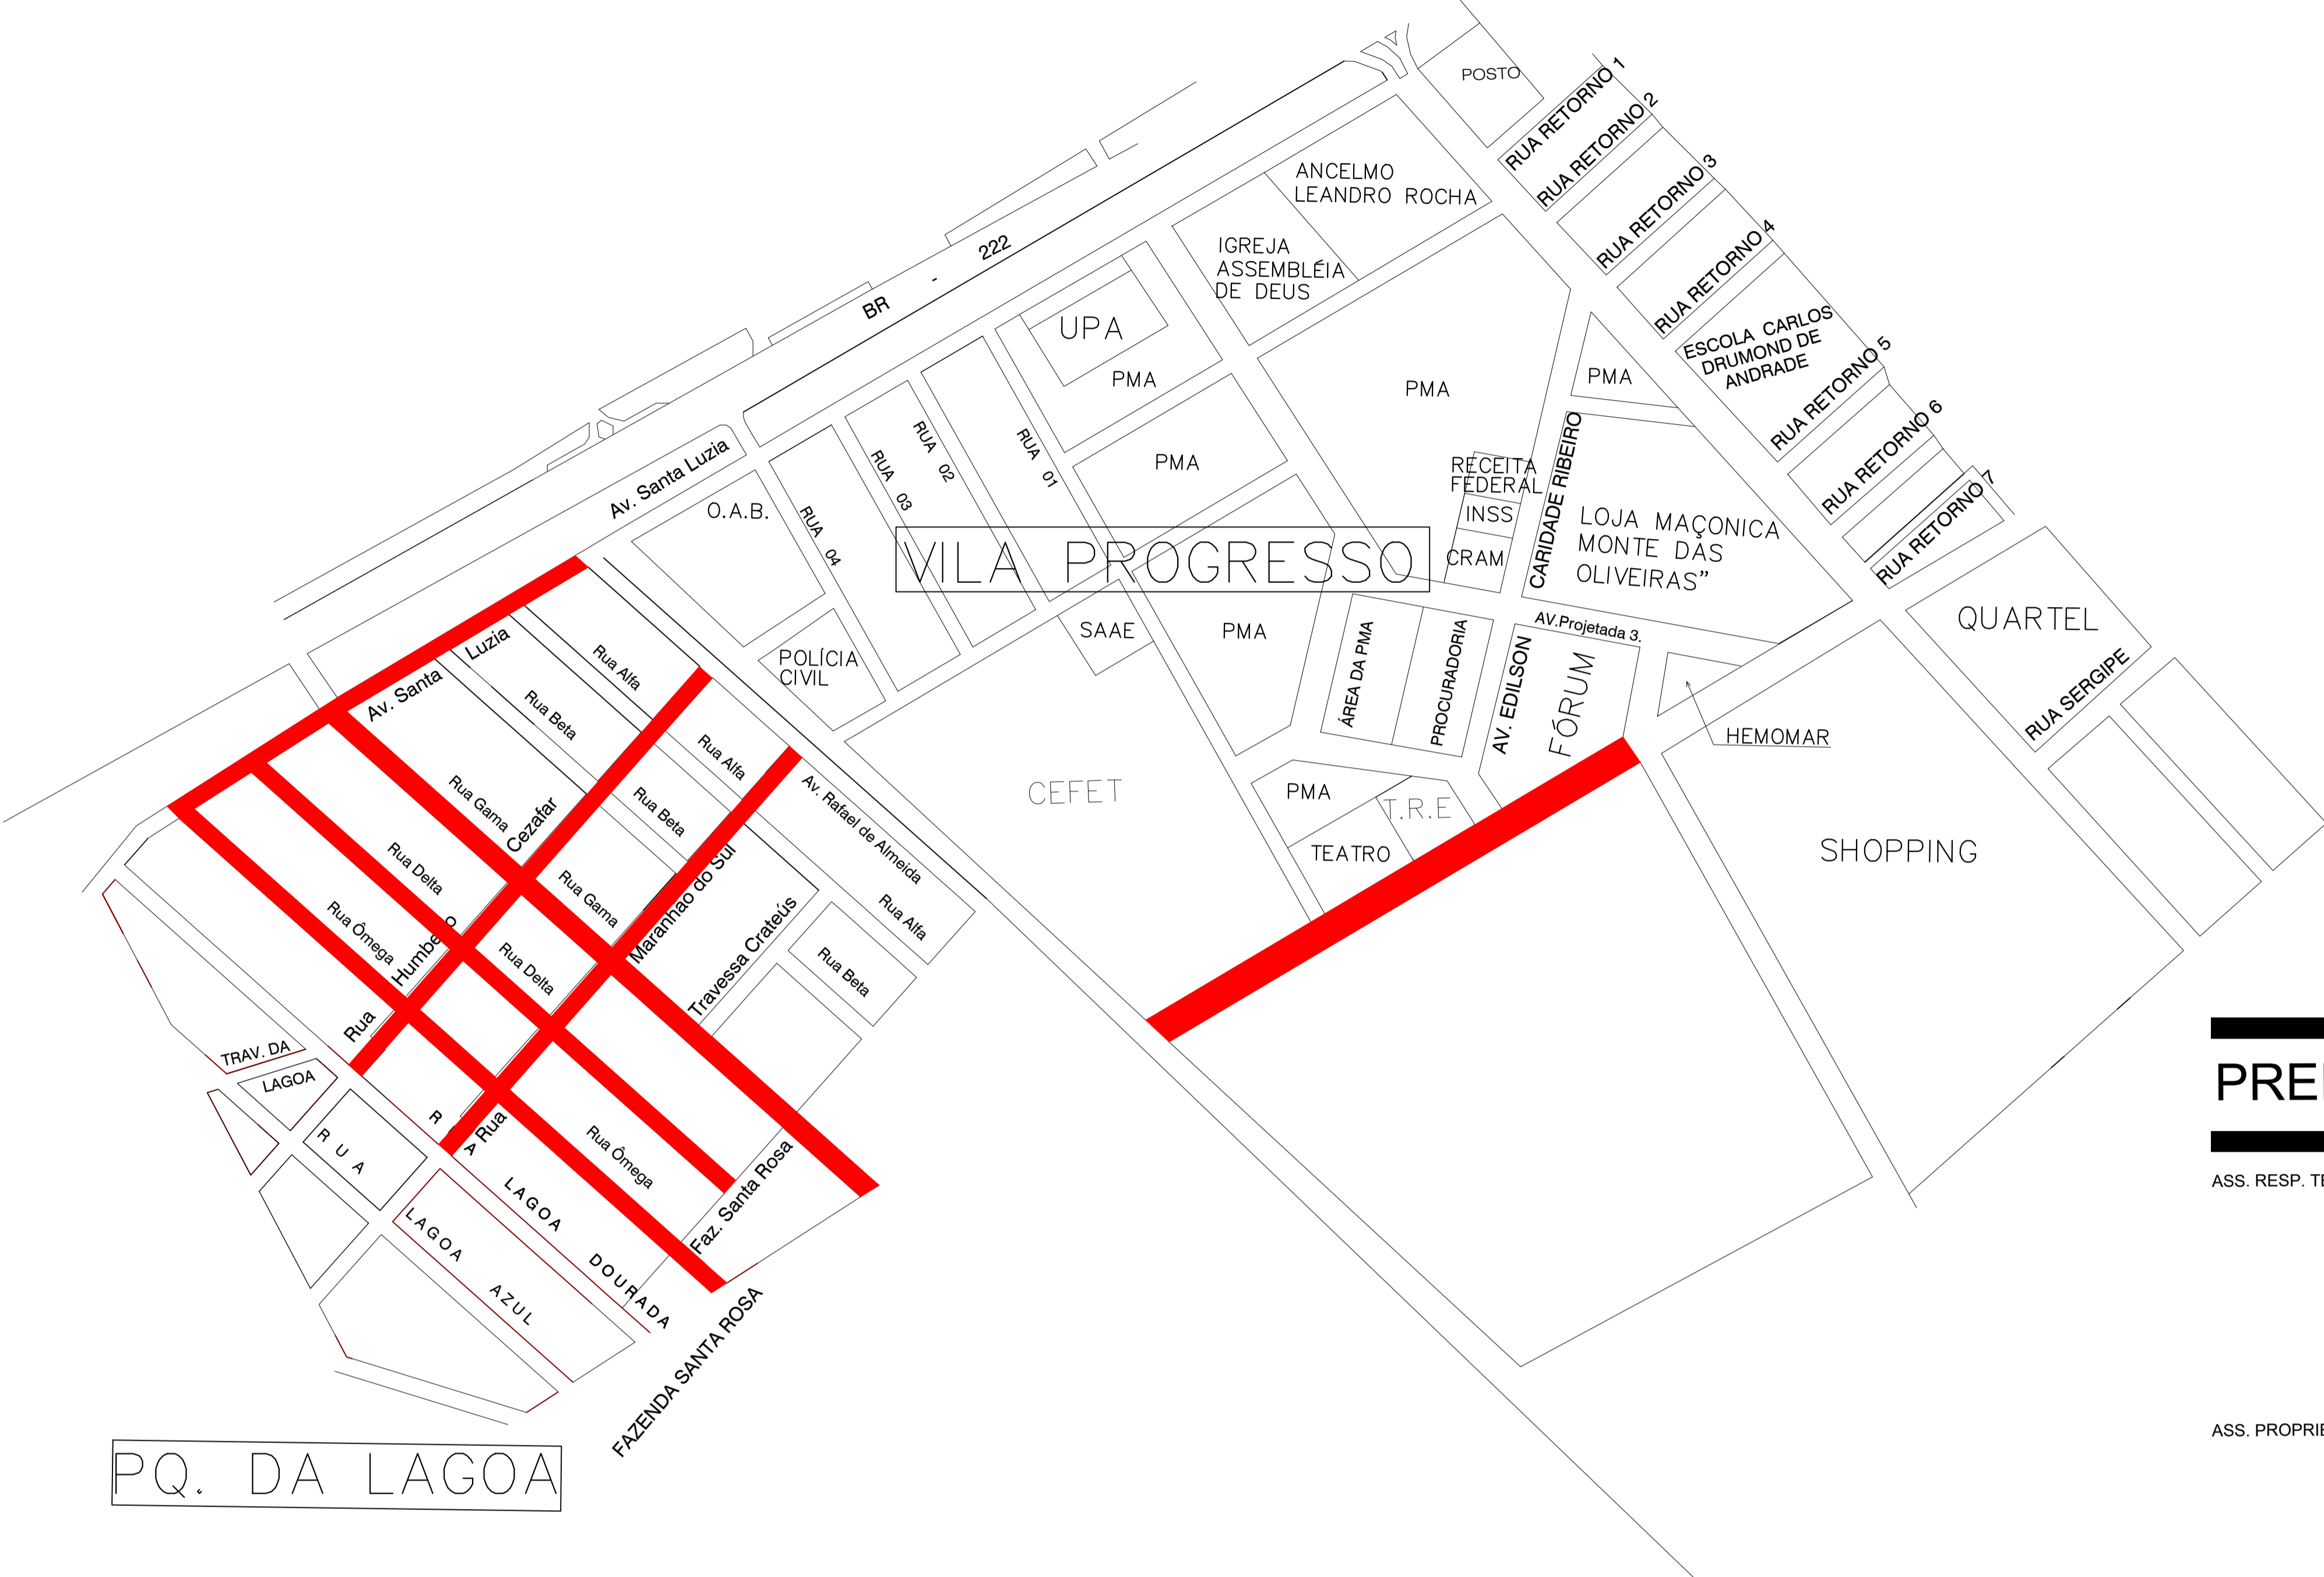 POSTO
RUA RETORNO 1
RUA RETORNO 2
RUA RETORNO 3
RUA RETORNO 4
ESCOLA CARLOS
DRUMOND DE
ANDRADE
RUA RETORNO 5
RUA RETORNO 6
RUA RETORNO 7
QUARTEL
RUA SERGIPE
ANCELMO
LEANDRO ROCHA
IGREJA
ASSEMBLÉIA
DE DEUS
BR - 222
UPA
PMA
PMA
PMA
PMA
PMA
RECEITA
FEDERAL
INSS
CRAM
CARIDADE RIBEIRO
LOJA MAÇONICA
MONTE DAS
OLIVEIRAS”
AV.Projetada 3.
ÁREA DA PMA
PROCURADORIA
AV. EDILSON
FÓRUM
HEMOMAR
SHOPPING
PMA
T.R.E
TEATRO
CEFET
SAAE
VILA PROGRESSO
RUA 01
RUA 02
RUA 03
RUA 04
O.A.B.
POLÍCIA
CIVIL
Av. Santa Luzia
Av. Santa Luzia
Rua Alfa
Rua Beta
Rua Alfa
Rua Beta
Rua Gama
Rua Delta
Rua Ômega
Rua Humberto Cezafar
Rua Gama
Rua Delta
Rua Maranhao do Sul
Av. Rafael de Almeida
Rua Alfa
Rua Beta
Travessa Crateús
Rua Ômega
Faz. Santa Rosa
TRAV. DA
LAGOA
RUA LAGOA DOURADA
RUA
LAGOA AZUL
FAZENDA SANTA ROSA
PQ. DA LAGOA
ASS. RESP.
ASS.